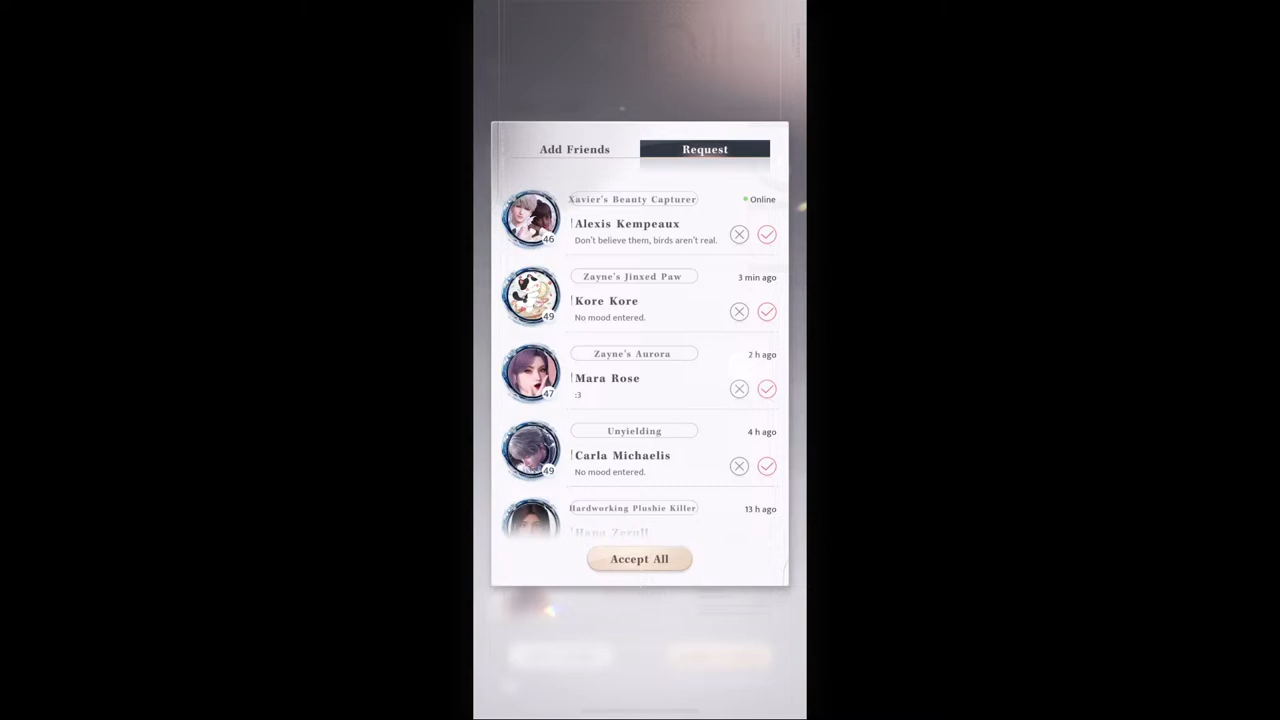 Add Friends
Request
Xavier's Beauty Capturer
Online
Alexis Kempeaux
46
Don't believe them, birds aren't real.
Zayne's Jinxed Paw
3 min ago
Kore Kore
49
No mood entered.
Zayne's Aurora
2 h ago
Mara Rose
47
:3
Unyielding
4 h ago
Carla Michaelis
49
No mood entered.
Hardworking Plushie Killer
13 h ago
Hana Zerull
Accept All